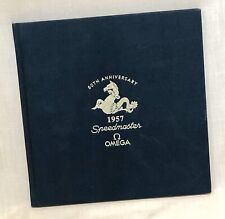 50TH ANNIVERSARY
1957
Speedmaster
Ω
OMEGA